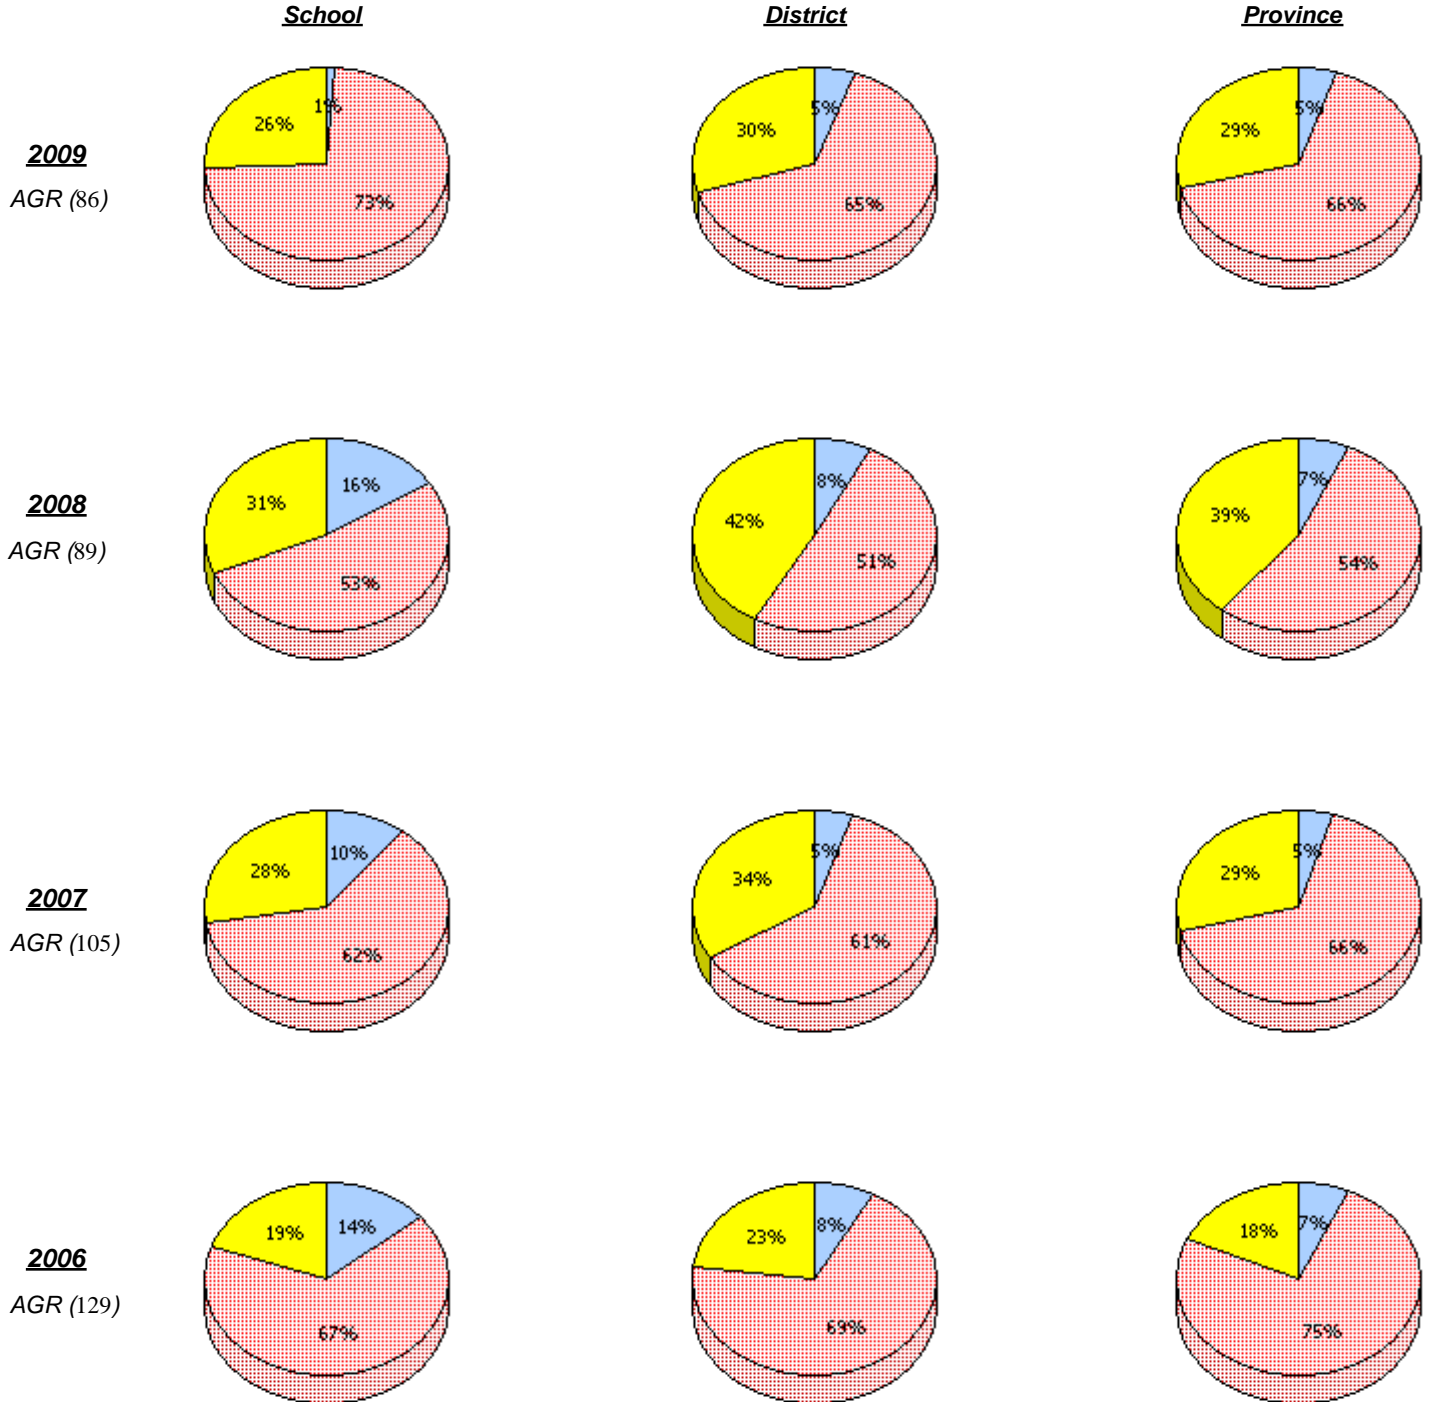 School District Province
26% 1% 30% 5% 29% 5%
2009
AGR (86)
73% 65% 66%
31% 16% 42% 8% 39% 7%
2008
AGR (89)
53% 51% 54%
28% 10% 34% 5% 29% 5%
2007
AGR (105)
62% 61% 66%
19% 14% 23% 8% 18% 7%
2006
AGR (129)
67% 69% 75%